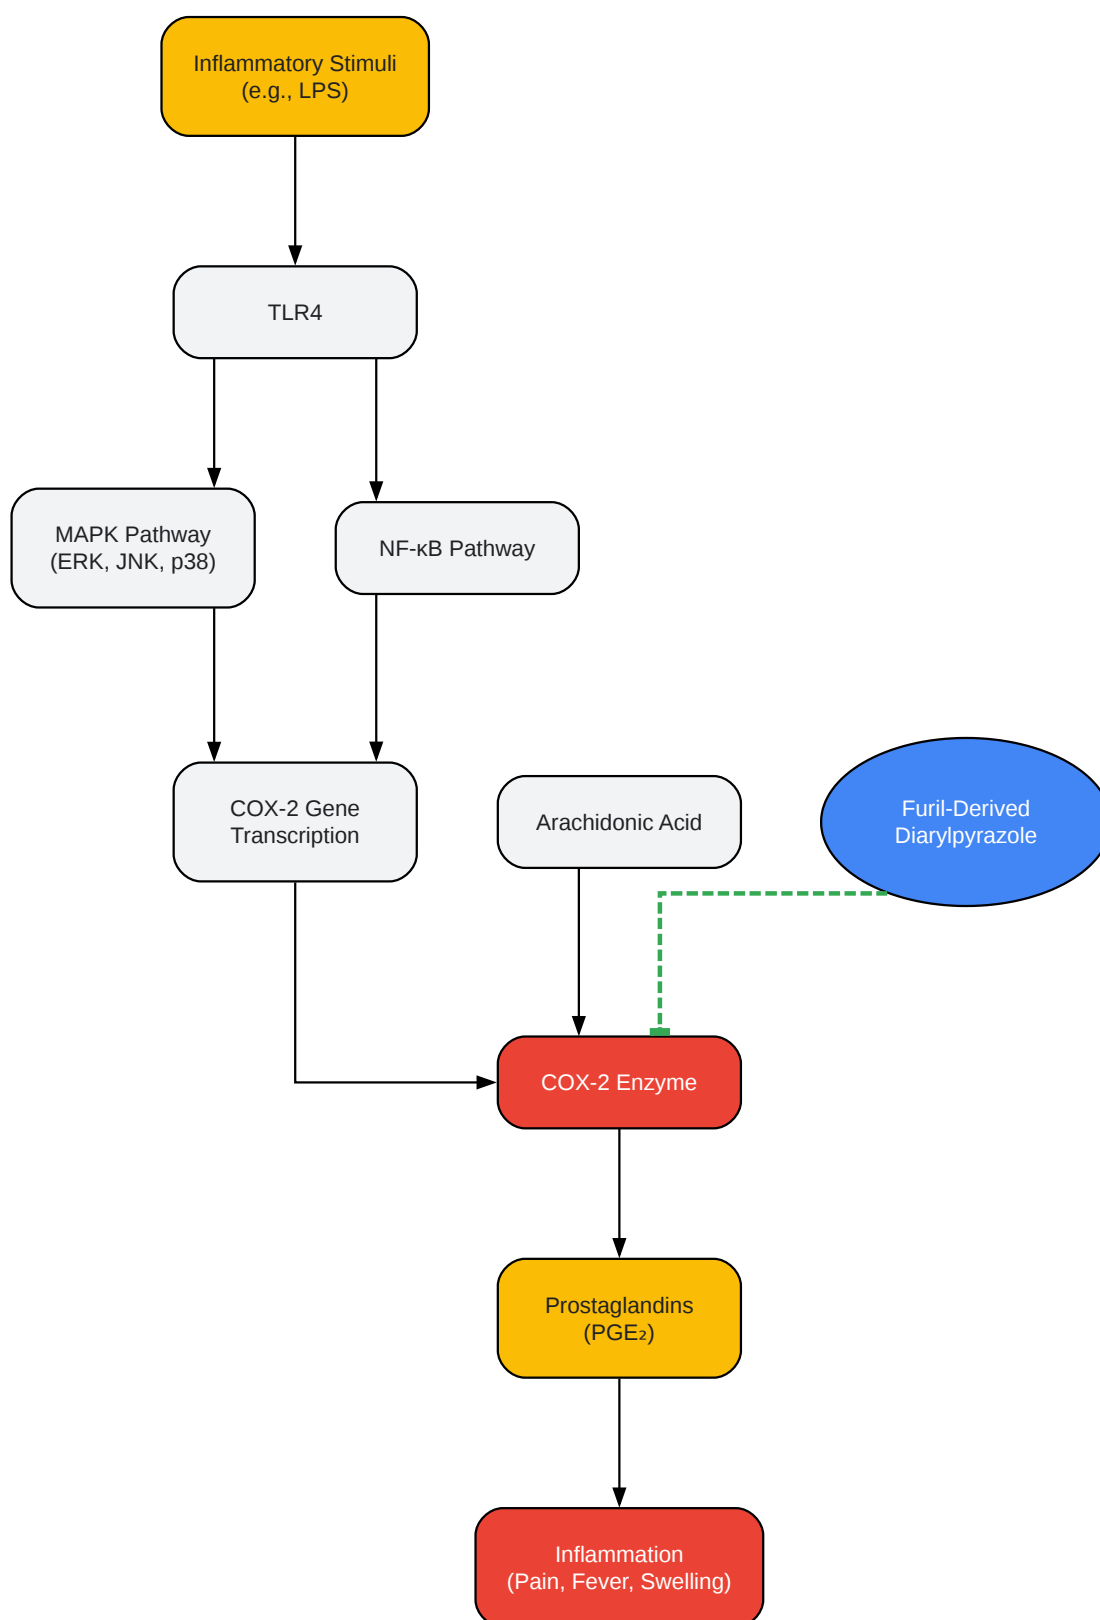 Inflammatory Stimuli
(e.g., LPS)
TLR4
MAPK Pathway
(ERK, JNK, p38)
NF-κB Pathway
COX-2 Gene
Transcription
Arachidonic Acid
Furil-Derived
Diarylpyrazole
COX-2 Enzyme
Prostaglandins
(PGE₂)
Inflammation
(Pain, Fever, Swelling)